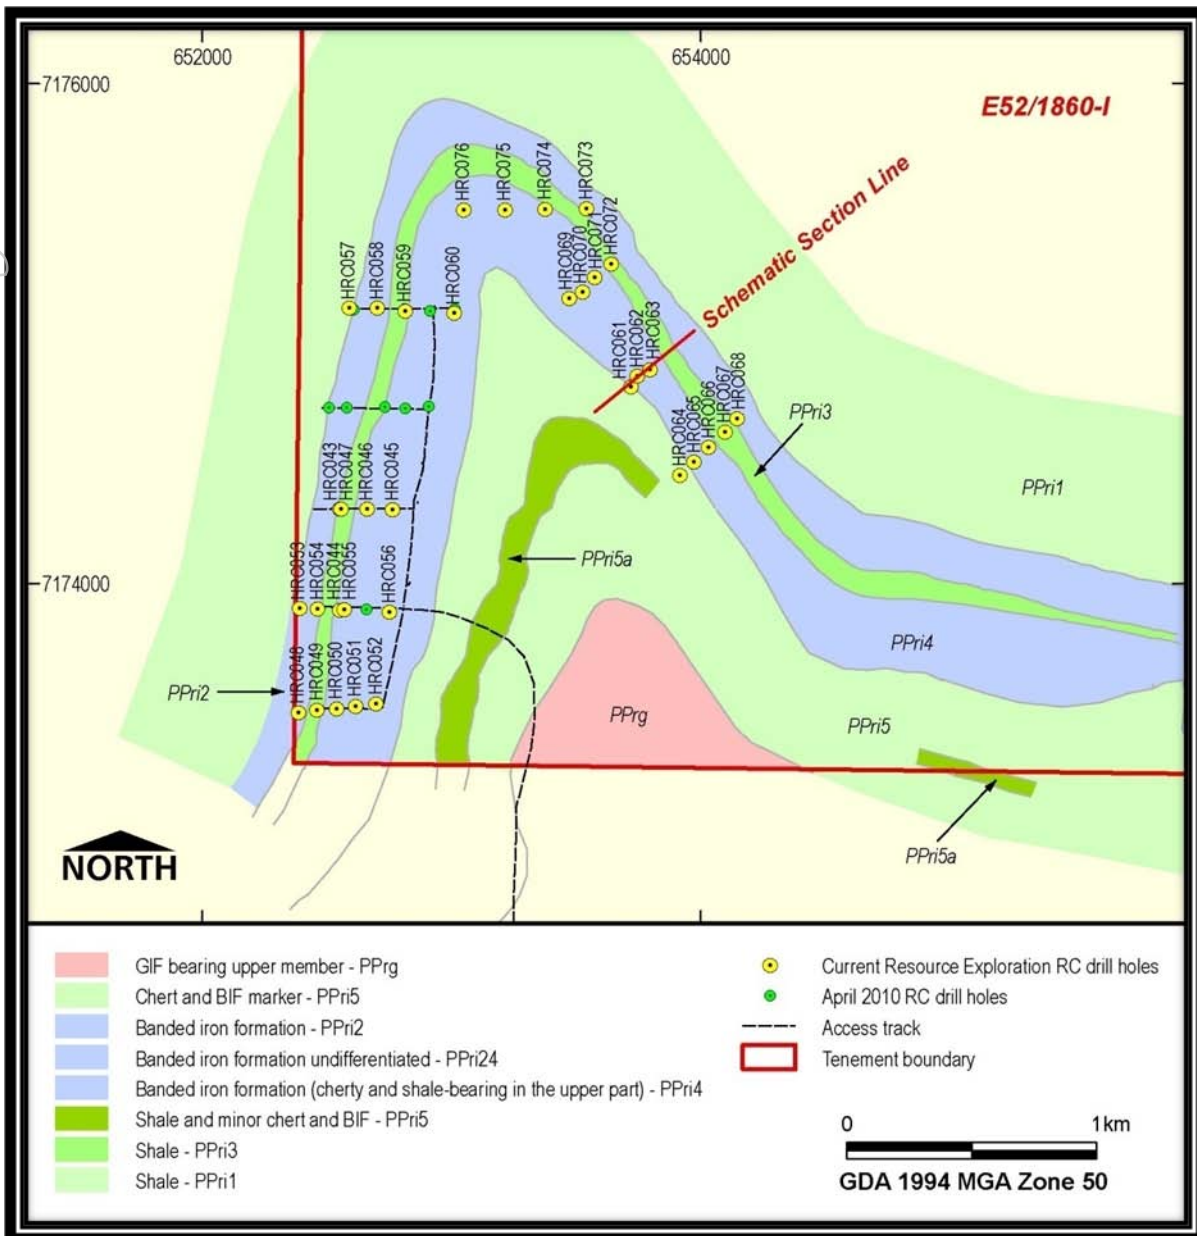 652000
654000
7176000
E52/1860-I
HRC076
HRC075
HRC074
HRC073
HRC072
HRC071
HRC070
HRC069
HRC057
HRC058
HRC059
HRC060
Schematic Section Line
HRC061
HRC062
HRC063
HRC064
HRC065
HRC066
HRC067
HRC068
PPri3
HRC043
HRC047
HRC046
HRC045
PPri1
7174000
HRC053
HRC054
HRC044
HRC055
HRC056
PPri5a
PPri4
HRC048
HRC049
HRC050
HRC051
HRC052
PPri2
PPrg
PPri5
PPri5a
NORTH
GIF bearing upper member - PPrg
Chert and BIF marker - PPri5
Banded iron formation - PPri2
Banded iron formation undifferentiated - PPri24
Banded iron formation (cherty and shale-bearing in the upper part) - PPri4
Shale and minor chert and BIF - PPri5
Shale - PPri3
Shale - PPri1
Current Resource Exploration RC drill holes
April 2010 RC drill holes
Access track
Tenement boundary
0 1km
GDA 1994 MGA Zone 50